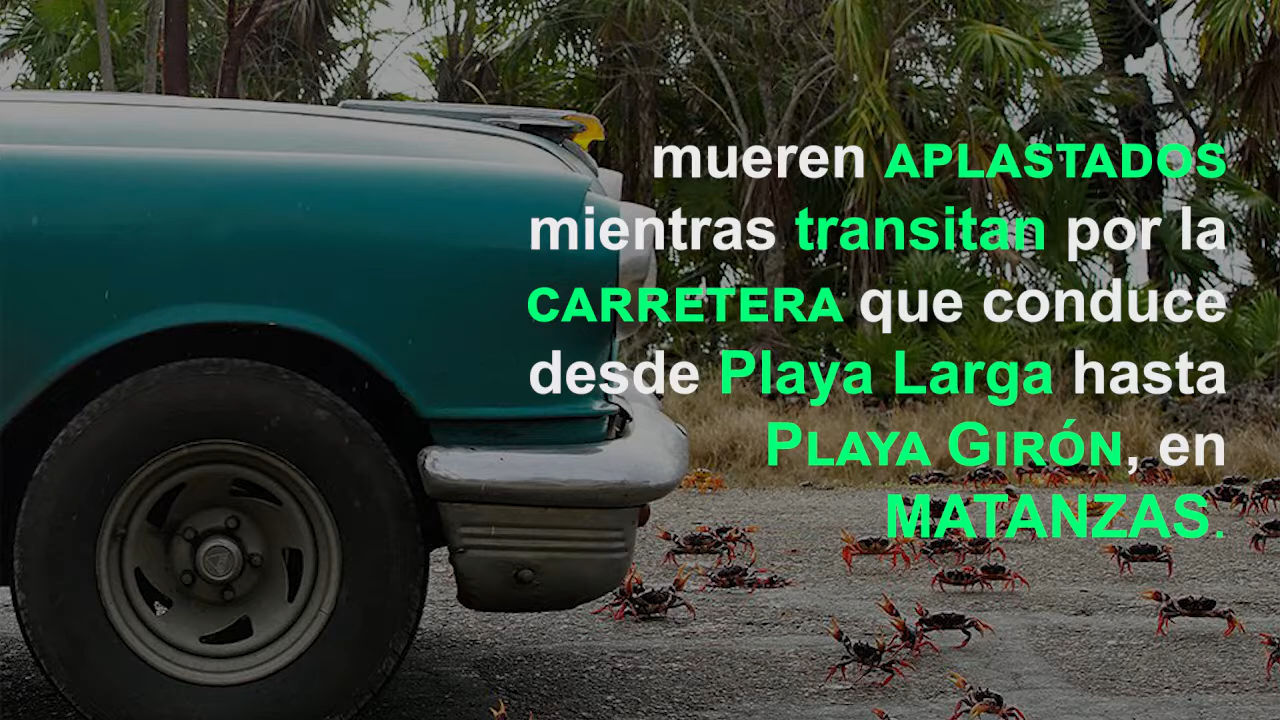 mueren APLASTADOS
mientras transitan por la
CARRETERA que conduce
desde Playa Larga hasta
PLAYA GIRÓN, en
MATANZAS.